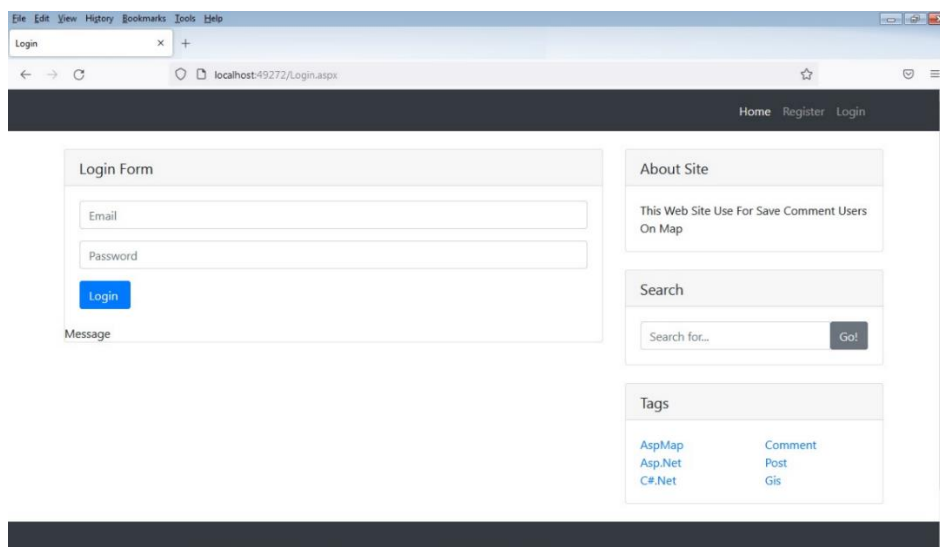 File Edit View History Bookmarks Tools Help
Login
localhost:49272/Login.aspx
Home Register Login
Login Form
Email
Password
Login
Message
About Site
This Web Site Use For Save Comment Users
On Map
Search
Search for... Go!
Tags
AspMap Comment
Asp.Net Post
C#.Net Gis